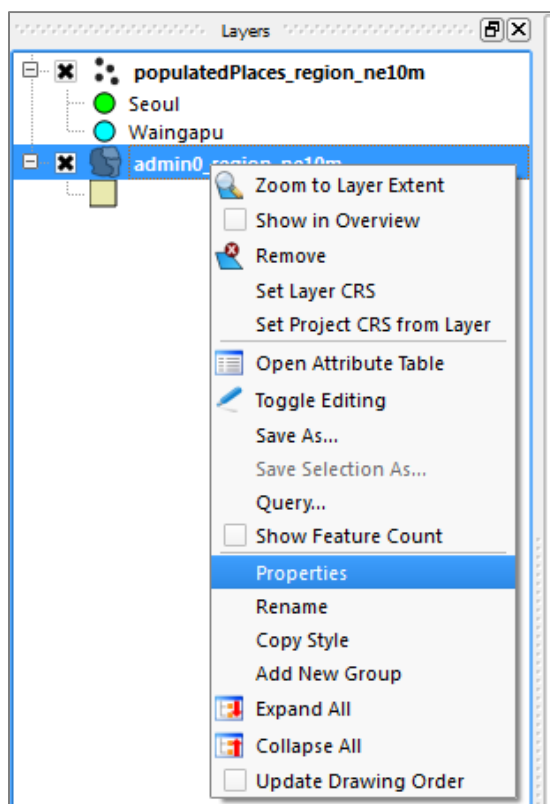 Layers
populatedPlaces_region_ne10m
Seoul
Waingapu
admin0_region_ne10m
Zoom to Layer Extent
Show in Overview
Remove
Set Layer CRS
Set Project CRS from Layer
Open Attribute Table
Toggle Editing
Save As...
Save Selection As...
Query...
Show Feature Count
Properties
Rename
Copy Style
Add New Group
Expand All
Collapse All
Update Drawing Order